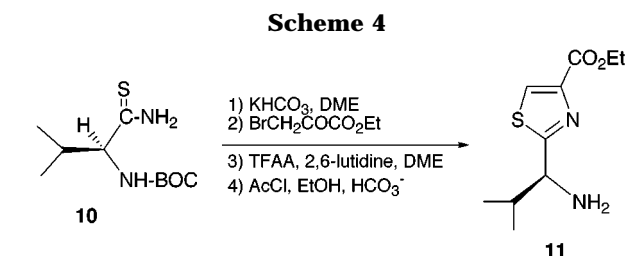 Scheme 4
S
H
NH2
NH-BOC
10
1) KHCO3, DME
2) BrCH2COCO2Et
3) TFAA, 2,6-lutidine, DME
4) AcCl, EtOH, HCO3-
CO2Et
S
N
NH2
11